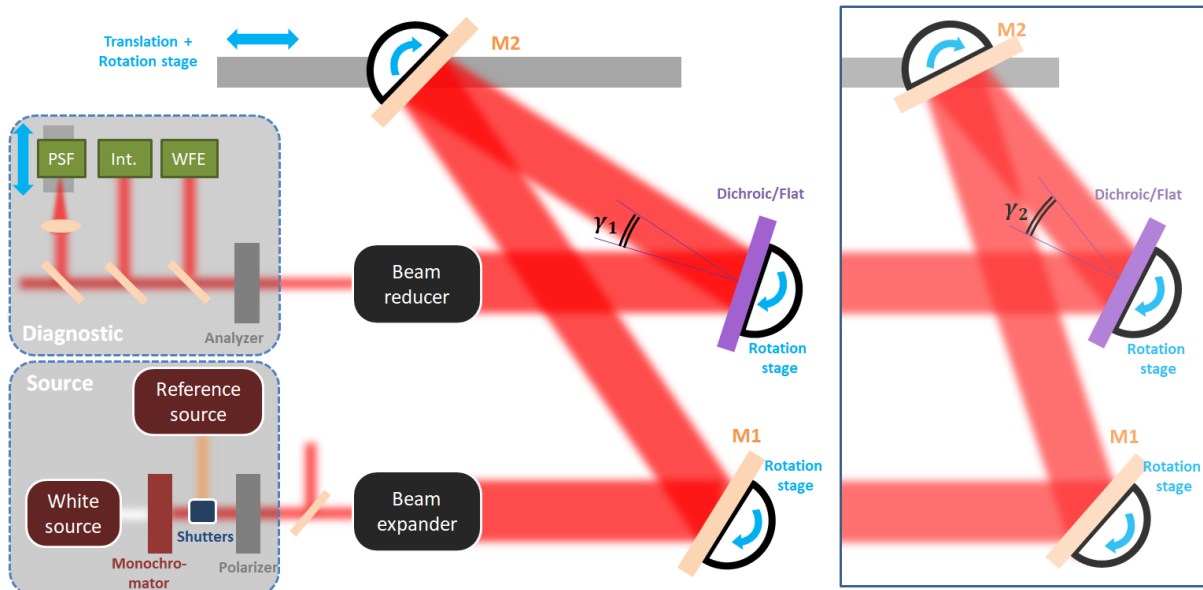 Translation +
Rotation stage
M2
PSF
Int.
WFE
Diagnostic
Analyzer
Beam
reducer
γ₁
Dichroic/Flat
Rotation
stage
Source
Reference
source
White
source
Monochro-
mator
Shutters
Polarizer
Beam
expander
M1
Rotation
stage
M2
γ₂
Dichroic/Flat
Rotation
stage
M1
Rotation
stage